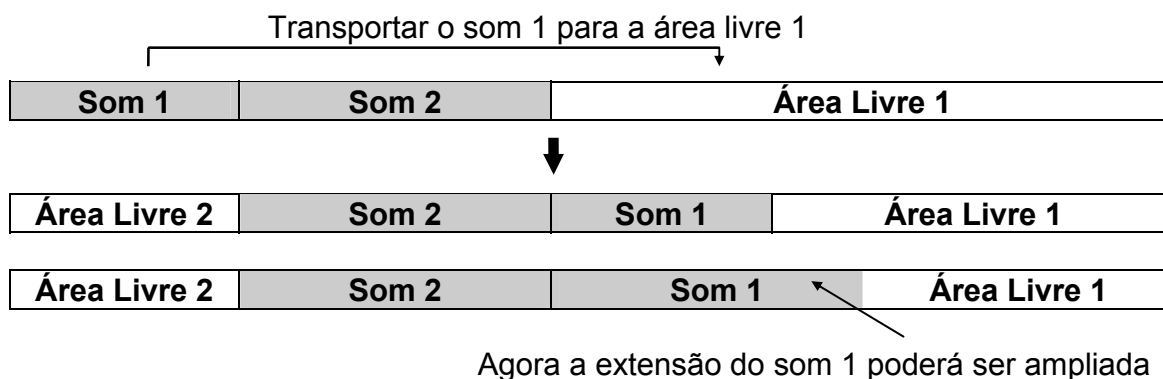 Transportar o som 1 para a área livre 1
Som 1 Som 2 Área Livre 1
Área Livre 2 Som 2 Som 1 Área Livre 1
Área Livre 2 Som 2 Som 1 Área Livre 1
Agora a extensão do som 1 poderá ser ampliada